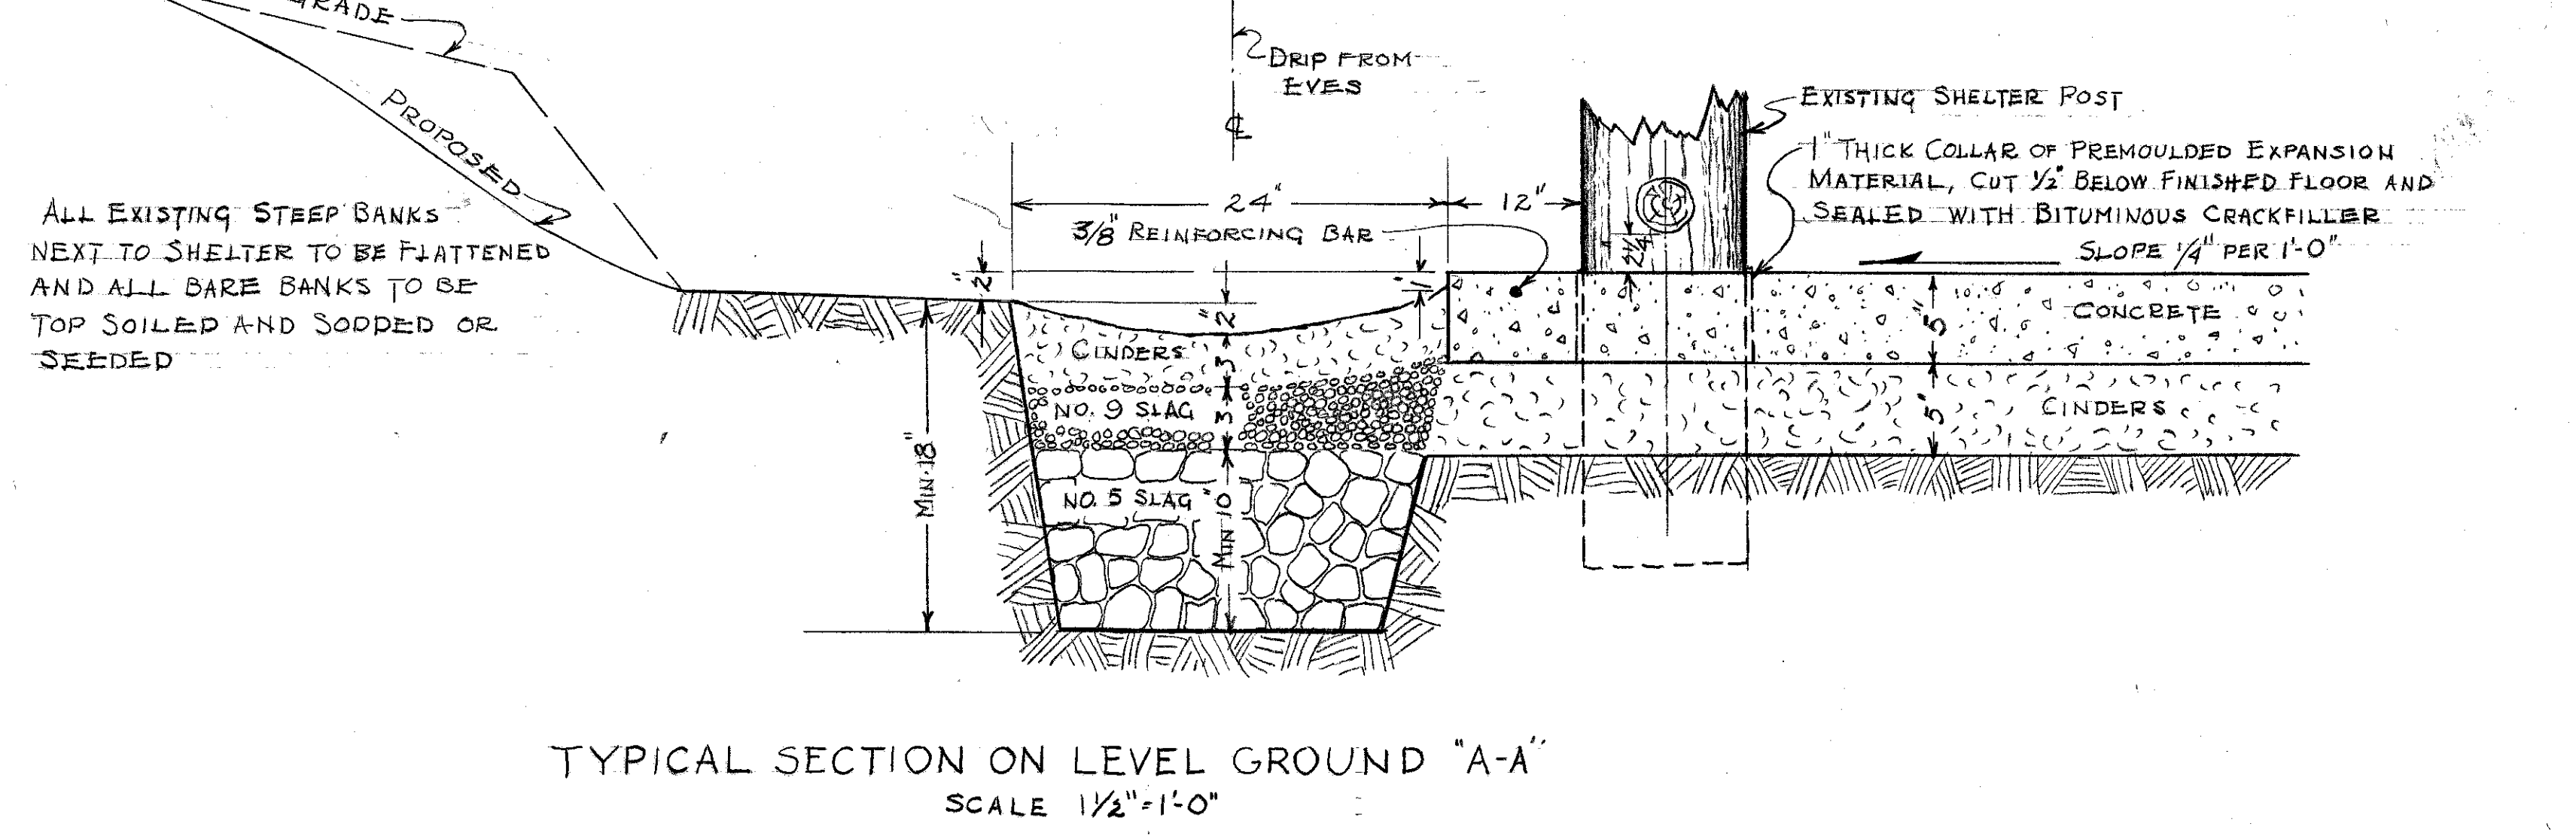 GRADE
PROPOSED
ALL EXISTING STEEP BANKS
NEXT TO SHELTER TO BE FLATTENED
AND ALL BARE BANKS TO BE
TOP SOILED AND SODDED OR
SEEDED
DRIP FROM
EVES
℄
EXISTING SHELTER POST
1" THICK COLLAR OF PREMOULDED EXPANSION
MATERIAL, CUT 1/2" BELOW FINISHED FLOOR AND
SEALED WITH BITUMINOUS CRACKFILLER
SLOPE 1/4" PER 1'-0"
24"
12"
3/8" REINFORCING BAR
2 1/4"
2"
1"
2"
CINDERS
3"
NO. 9 SLAG
3"
NO. 5 SLAG
MIN 10"
MIN. 18"
CONCRETE
5"
CINDERS
5"
TYPICAL SECTION ON LEVEL GROUND "A-A"
SCALE 1 1/2" = 1'-0"